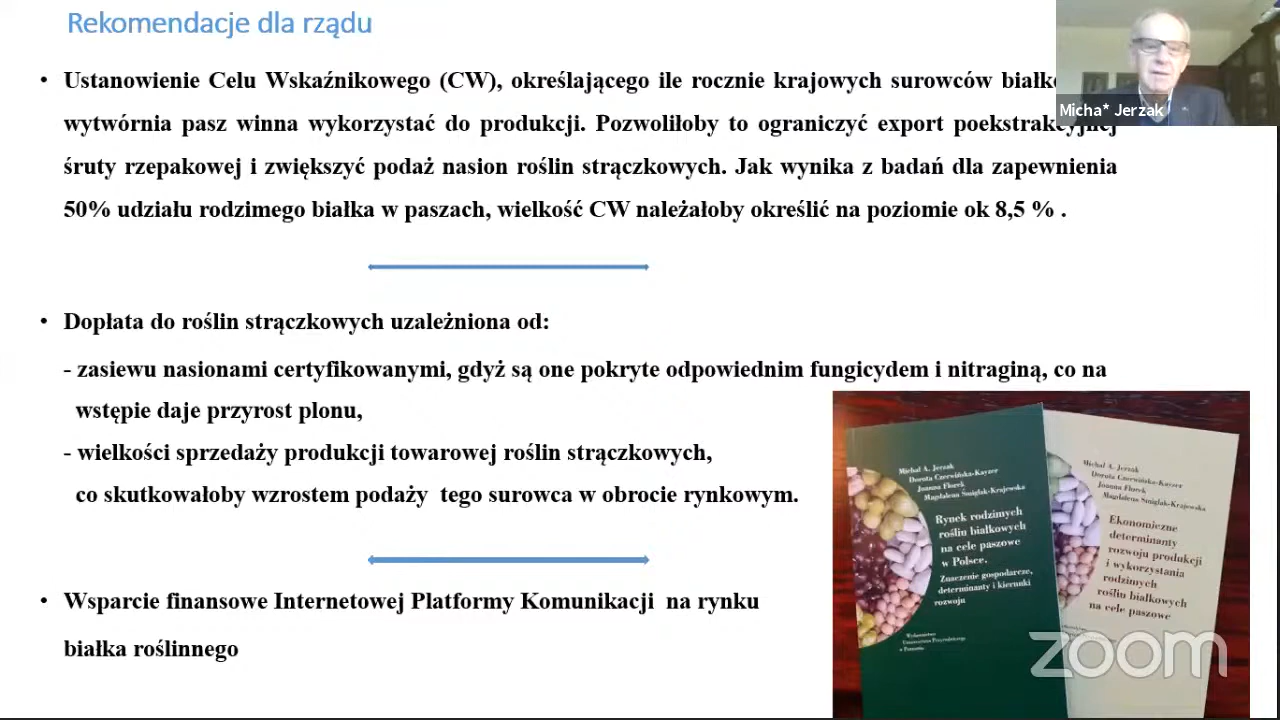 Rekomendacje dla rządu
• Ustanowienie Celu Wskaźnikowego (CW), określającego ile rocznie krajowych surowców
wytwórnia pasz winna wykorzystać do produkcji. Pozwoliłoby to ograniczyć export poekstrakcyjnej
śruty rzepakowej i zwiększyć podaż nasion roślin strączkowych. Jak wynika z badań dla zapewnienia
50% udziału rodzimego białka w paszach, wielkość CW należałoby określić na poziomie ok 8,5 % .
• Dopłata do roślin strączkowych uzależniona od:
- zasiewu nasionami certyfikowanymi, gdyż są one pokryte odpowiednim fungicydem i nitraginą, co na
wstępie daje przyrost plonu,
- wielkości sprzedaży produkcji towarowej roślin strączkowych,
co skutkowałoby wzrostem podaży tego surowca w obrocie rynkowym.
• Wsparcie finansowe Internetowej Platformy Komunikacji na rynku
białka roślinnego
Micha* Jerzak
Michał A. Jerzak
Dorota Czerwińska-Kayzer
Joanna Florek
Magdalena Śmiglak-Krajewska
Rynek rodzimych
roślin białkowych
na cele paszowe
w Polsce.
Znaczenie gospodarcze,
determinanty i kierunki
rozwoju
Wydawnictwo
Uniwersytetu Przyrodniczego
w Poznaniu
Michał A. Jerzak
Dorota Czerwińska-Kayzer
Joanna Florek
Magdalena Śmiglak-Krajewska
Ekonomiczne
determinanty
rozwoju produkcji
i wykorzystania
rodzimych
roślin białkowych
na cele paszowe
zoom